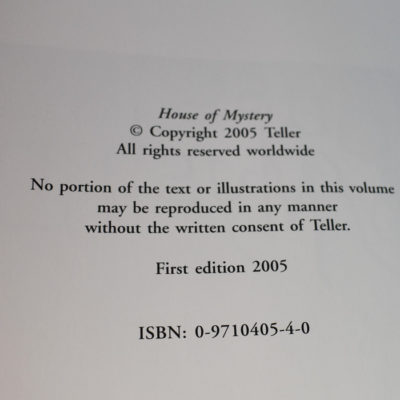 House of Mystery
© Copyright 2005 Teller
All rights reserved worldwide
No portion of the text or illustrations in this volume
may be reproduced in any manner
without the written consent of Teller.
First edition 2005
ISBN: 0-9710405-4-0